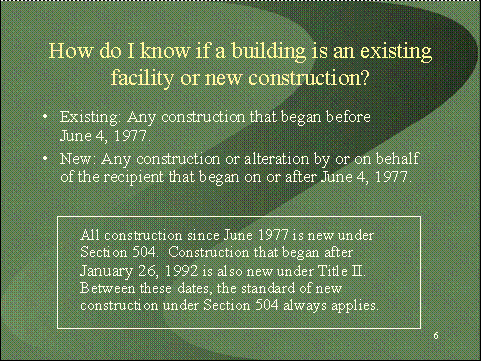 How do I know if a building is an existing
facility or new construction?
• Existing: Any construction that began before
June 4, 1977.
• New: Any construction or alteration by or on behalf
of the recipient that began on or after June 4, 1977.
All construction since June 1977 is new under
Section 504. Construction that began after
January 26, 1992 is also new under Title II.
Between these dates, the standard of new
construction under Section 504 always applies.
6